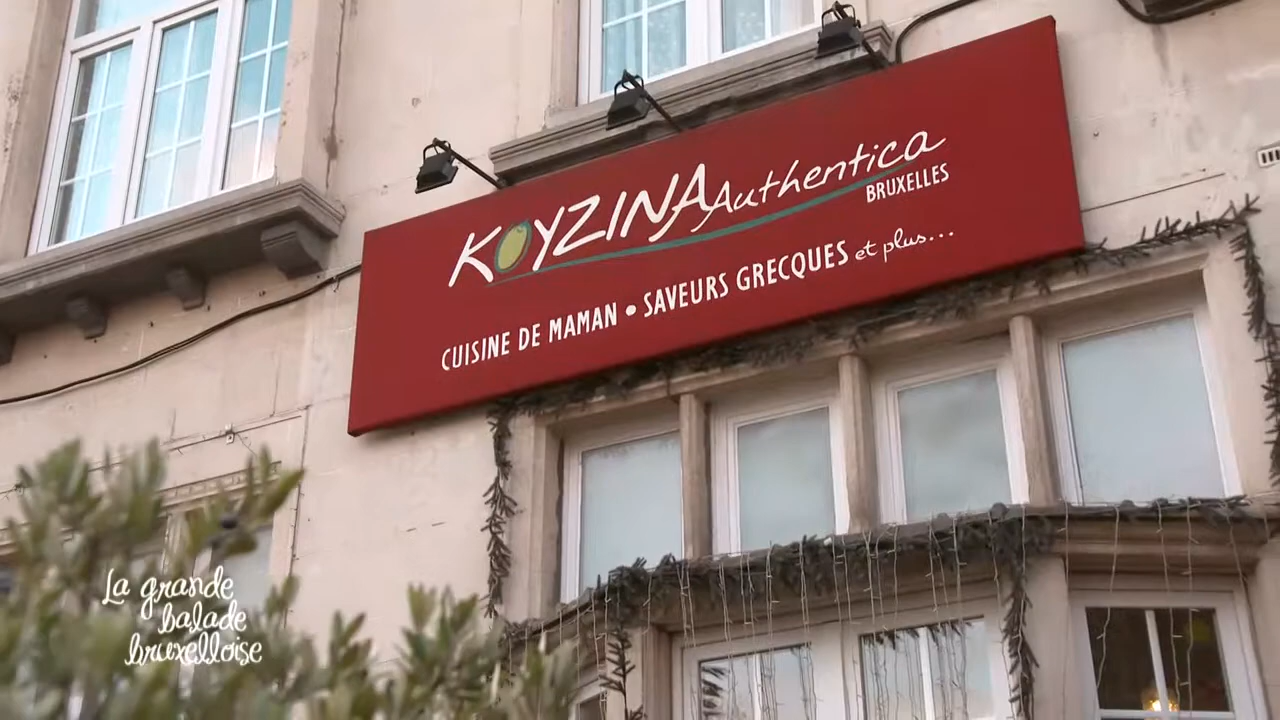 KOYZINA Authentica
BRUXELLES
CUISINE DE MAMAN • SAVEURS GRECQUES et plus...
La grande
balade
bruxelloise